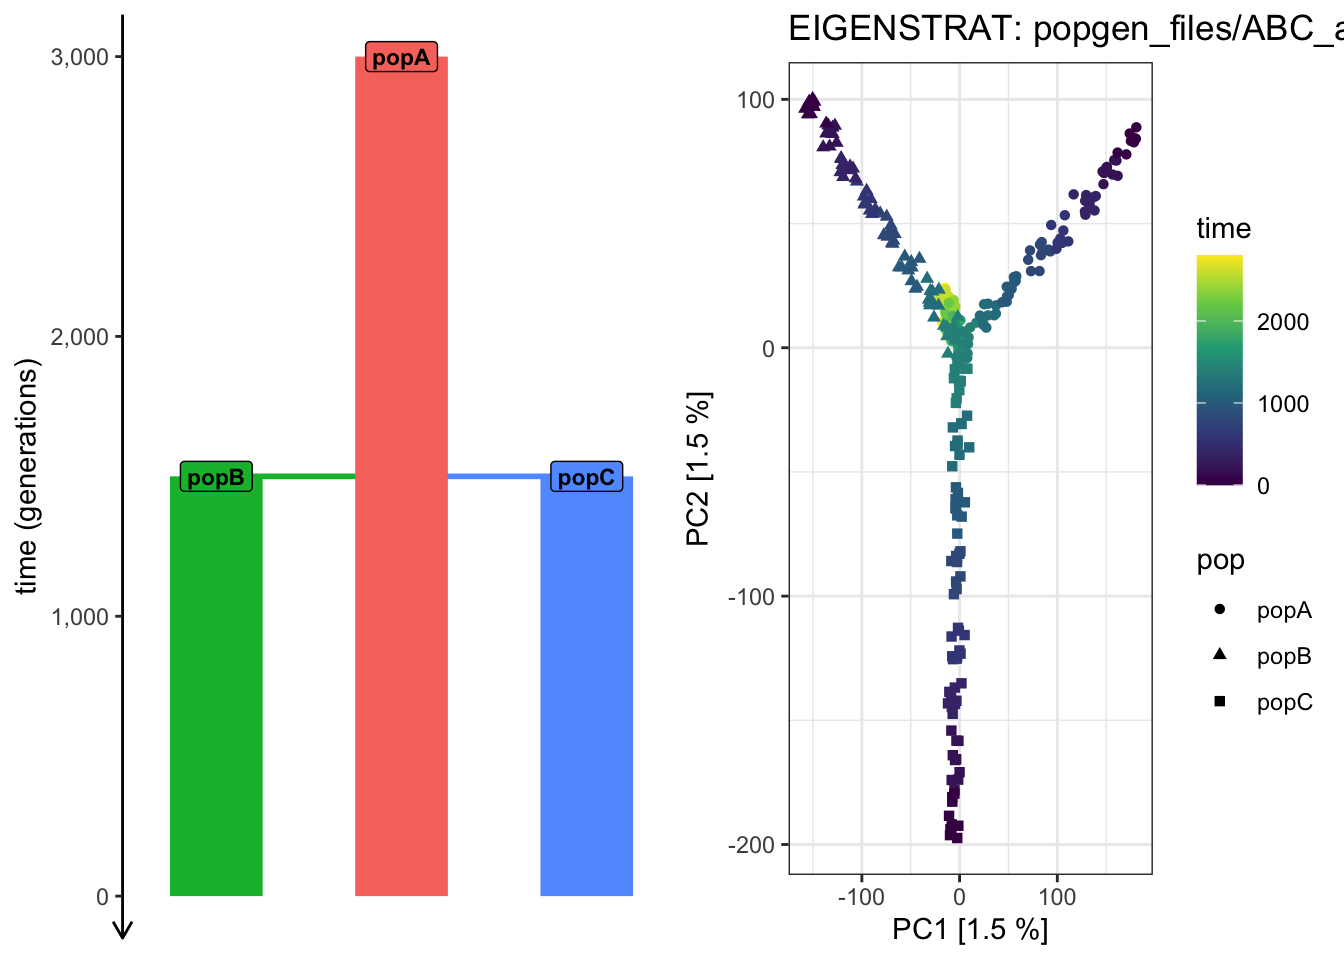 3,000
2,000
1,000
0
time (generations)
popA
popB
popC
EIGENSTRAT: popgen_files/ABC_a
100
0
-100
-200
PC2 [1.5 %]
-100
0
100
PC1 [1.5 %]
time
2000
1000
0
pop
popA
popB
popC